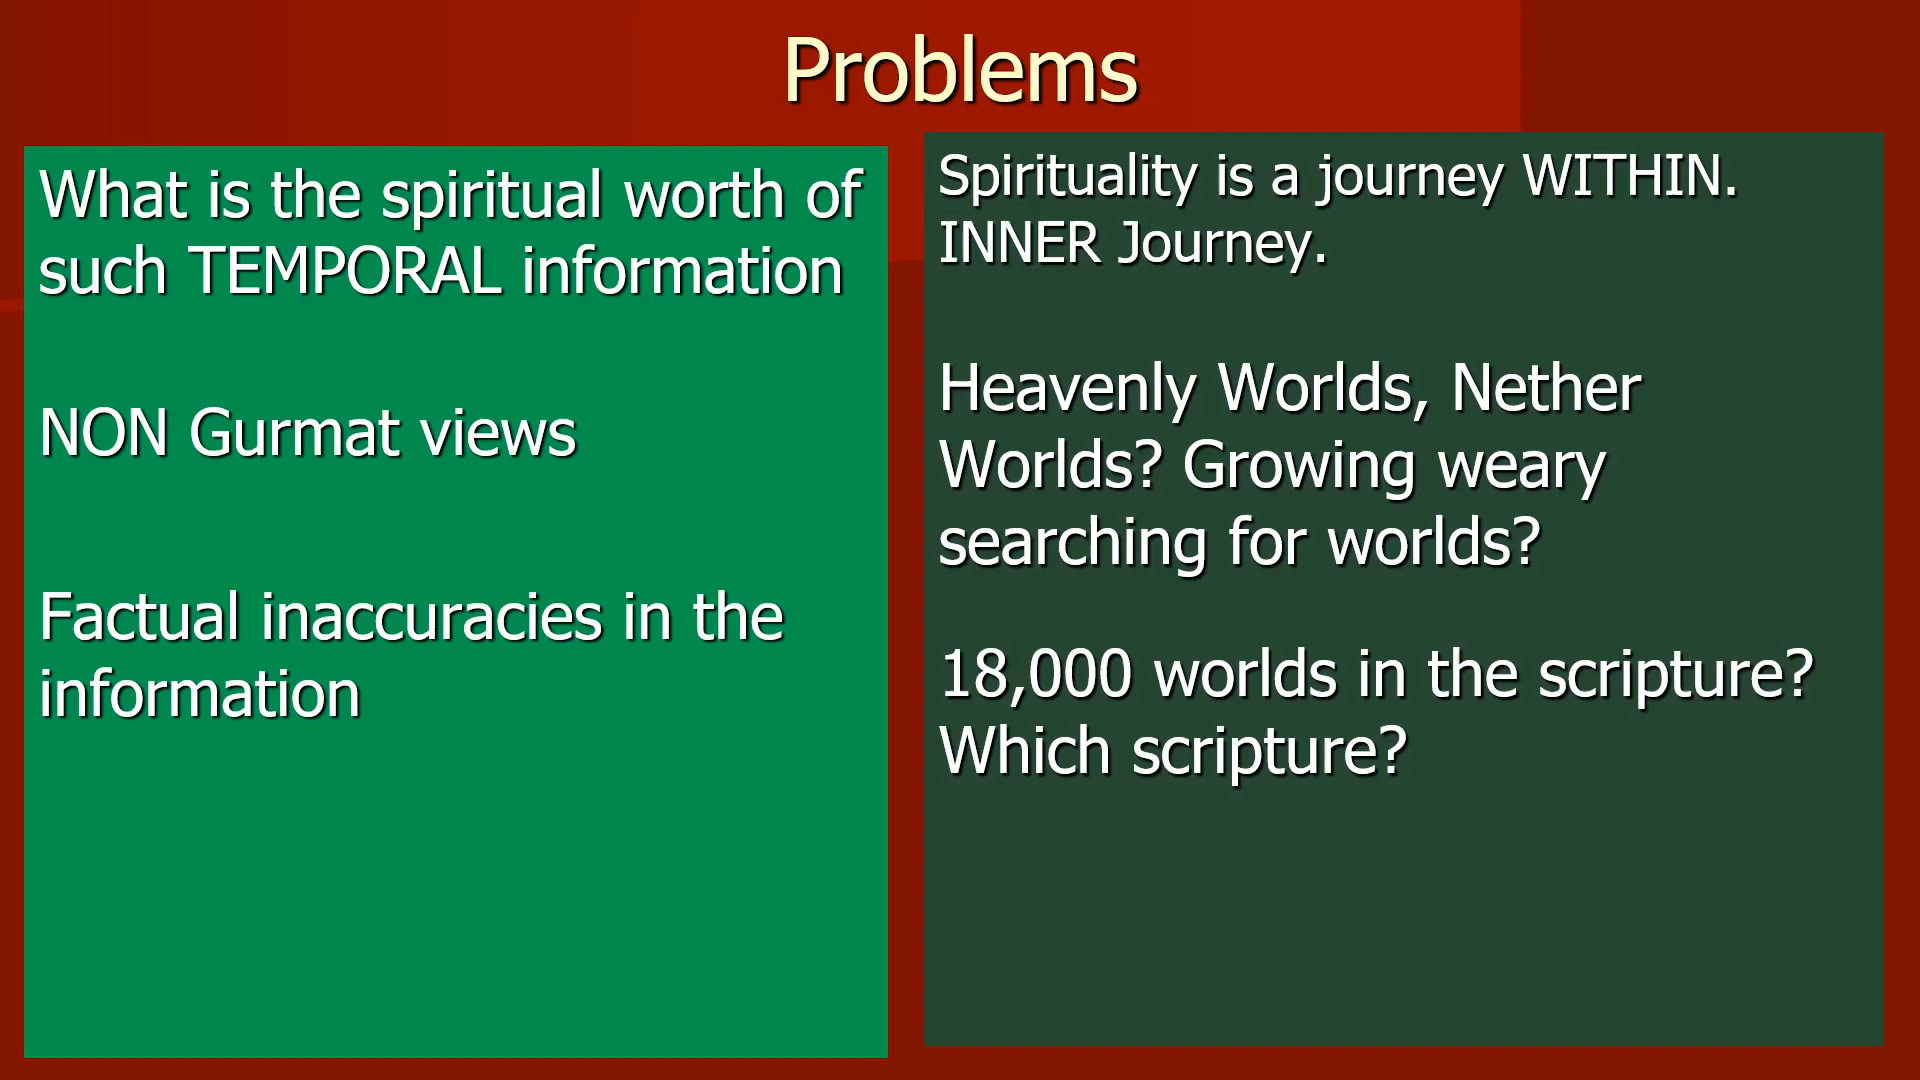 Problems
What is the spiritual worth of
such TEMPORAL information
NON Gurmat views
Factual inaccuracies in the
information
Spirituality is a journey WITHIN.
INNER Journey.
Heavenly Worlds, Nether
Worlds? Growing weary
searching for worlds?
18,000 worlds in the scripture?
Which scripture?